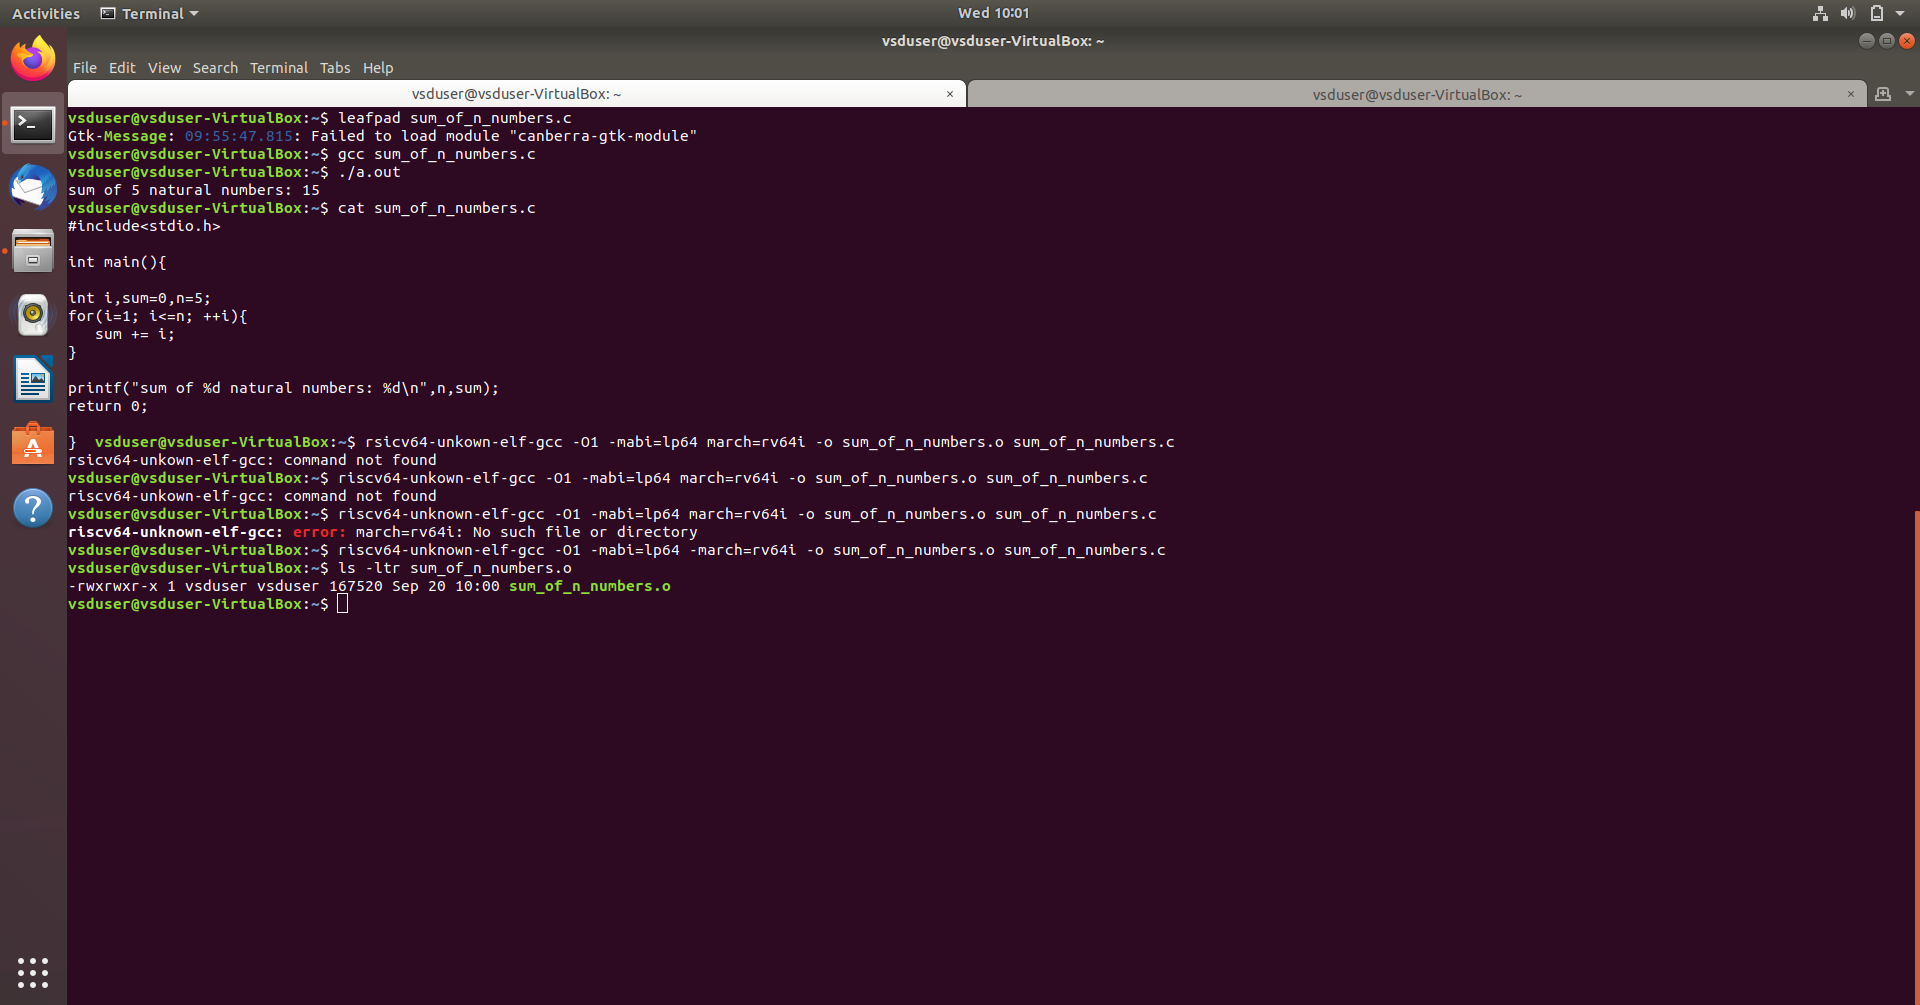 Activities Terminal Wed 10:01
vsduser@vsduser-VirtualBox: ~
File Edit View Search Terminal Tabs Help
vsduser@vsduser-VirtualBox: ~ × vsduser@vsduser-VirtualBox: ~ ×
vsduser@vsduser-VirtualBox:~$ leafpad sum_of_n_numbers.c
Gtk-Message: 09:55:47.815: Failed to load module "canberra-gtk-module"
vsduser@vsduser-VirtualBox:~$ gcc sum_of_n_numbers.c
vsduser@vsduser-VirtualBox:~$ ./a.out
sum of 5 natural numbers: 15
vsduser@vsduser-VirtualBox:~$ cat sum_of_n_numbers.c
#include<stdio.h>
int main(){
int i,sum=0,n=5;
for(i=1; i<=n; ++i){
   sum += i;
}
printf("sum of %d natural numbers: %d\n",n,sum);
return 0;
}  vsduser@vsduser-VirtualBox:~$ rsicv64-unkown-elf-gcc -O1 -mabi=lp64 march=rv64i -o sum_of_n_numbers.o sum_of_n_numbers.c
rsicv64-unkown-elf-gcc: command not found
vsduser@vsduser-VirtualBox:~$ riscv64-unkown-elf-gcc -O1 -mabi=lp64 march=rv64i -o sum_of_n_numbers.o sum_of_n_numbers.c
riscv64-unkown-elf-gcc: command not found
vsduser@vsduser-VirtualBox:~$ riscv64-unknown-elf-gcc -O1 -mabi=lp64 march=rv64i -o sum_of_n_numbers.o sum_of_n_numbers.c
riscv64-unknown-elf-gcc: error: march=rv64i: No such file or directory
vsduser@vsduser-VirtualBox:~$ riscv64-unknown-elf-gcc -O1 -mabi=lp64 -march=rv64i -o sum_of_n_numbers.o sum_of_n_numbers.c
vsduser@vsduser-VirtualBox:~$ ls -ltr sum_of_n_numbers.o
-rwxrwxr-x 1 vsduser vsduser 167520 Sep 20 10:00 sum_of_n_numbers.o
vsduser@vsduser-VirtualBox:~$